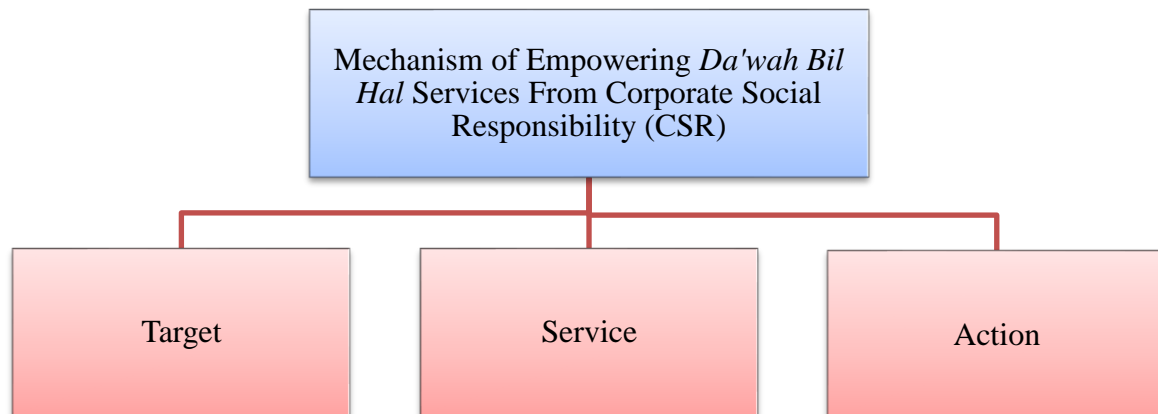 Mechanism of Empowering Da'wah Bil
Hal Services From Corporate Social
Responsibility (CSR)
Target
Service
Action